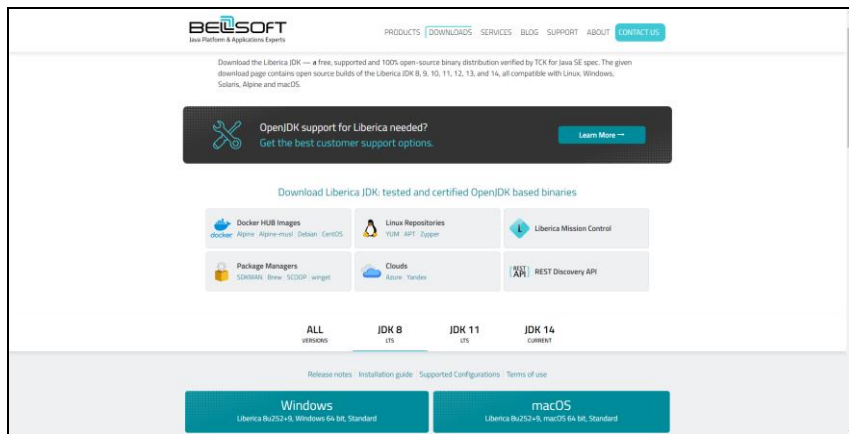 BELLSOFT
Java Platform & Applications Experts
PRODUCTS DOWNLOADS SERVICES BLOG SUPPORT ABOUT CONTACT US
Download the Liberica JDK — a free, supported and 100% open-source binary distribution verified by TCK for Java SE spec. The given
download page contains open source builds of the Liberica JDK 8, 9, 10, 11, 12, 13, and 14, all compatible with Linux, Windows,
Solaris, Alpine and macOS.
OpenJDK support for Liberica needed?
Get the best customer support options.
Learn More →
Download Liberica JDK: tested and certified OpenJDK based binaries
docker
Docker HUB Images
Alpine Alpine-musl Debian CentOS
Linux Repositories
YUM APT Zypper
L
Liberica Mission Control
Package Managers
SDKMAN Brew SCOOP winget
Clouds
Azure Yandex
{REST}
API
REST Discovery API
ALL
VERSIONS
JDK 8
LTS
JDK 11
LTS
JDK 14
CURRENT
Release notes Installation guide Supported Configurations Terms of use
Windows
Liberica 8u252+9, Windows 64 bit, Standard
macOS
Liberica 8u252+9, macOS 64 bit, Standard